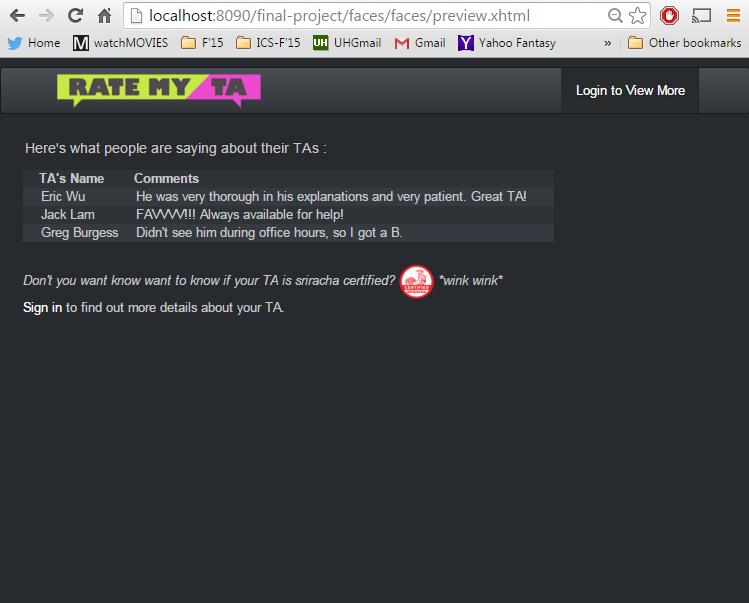 localhost:8090/final-project/faces/faces/preview.xhtml
Home M watchMOVIES F'15 ICS-F'15 UH UHGmail Gmail Y Yahoo Fantasy » Other bookmarks
RATE MY TA
Login to View More
Here's what people are saying about their TAs :
TA's Name Comments
Eric Wu He was very thorough in his explanations and very patient. Great TA!
Jack Lam FAVVVV!!! Always available for help!
Greg Burgess Didn't see him during office hours, so I got a B.
Don't you want know want to know if your TA is sriracha certified? CERTIFIED *wink wink*
Sign in to find out more details about your TA.